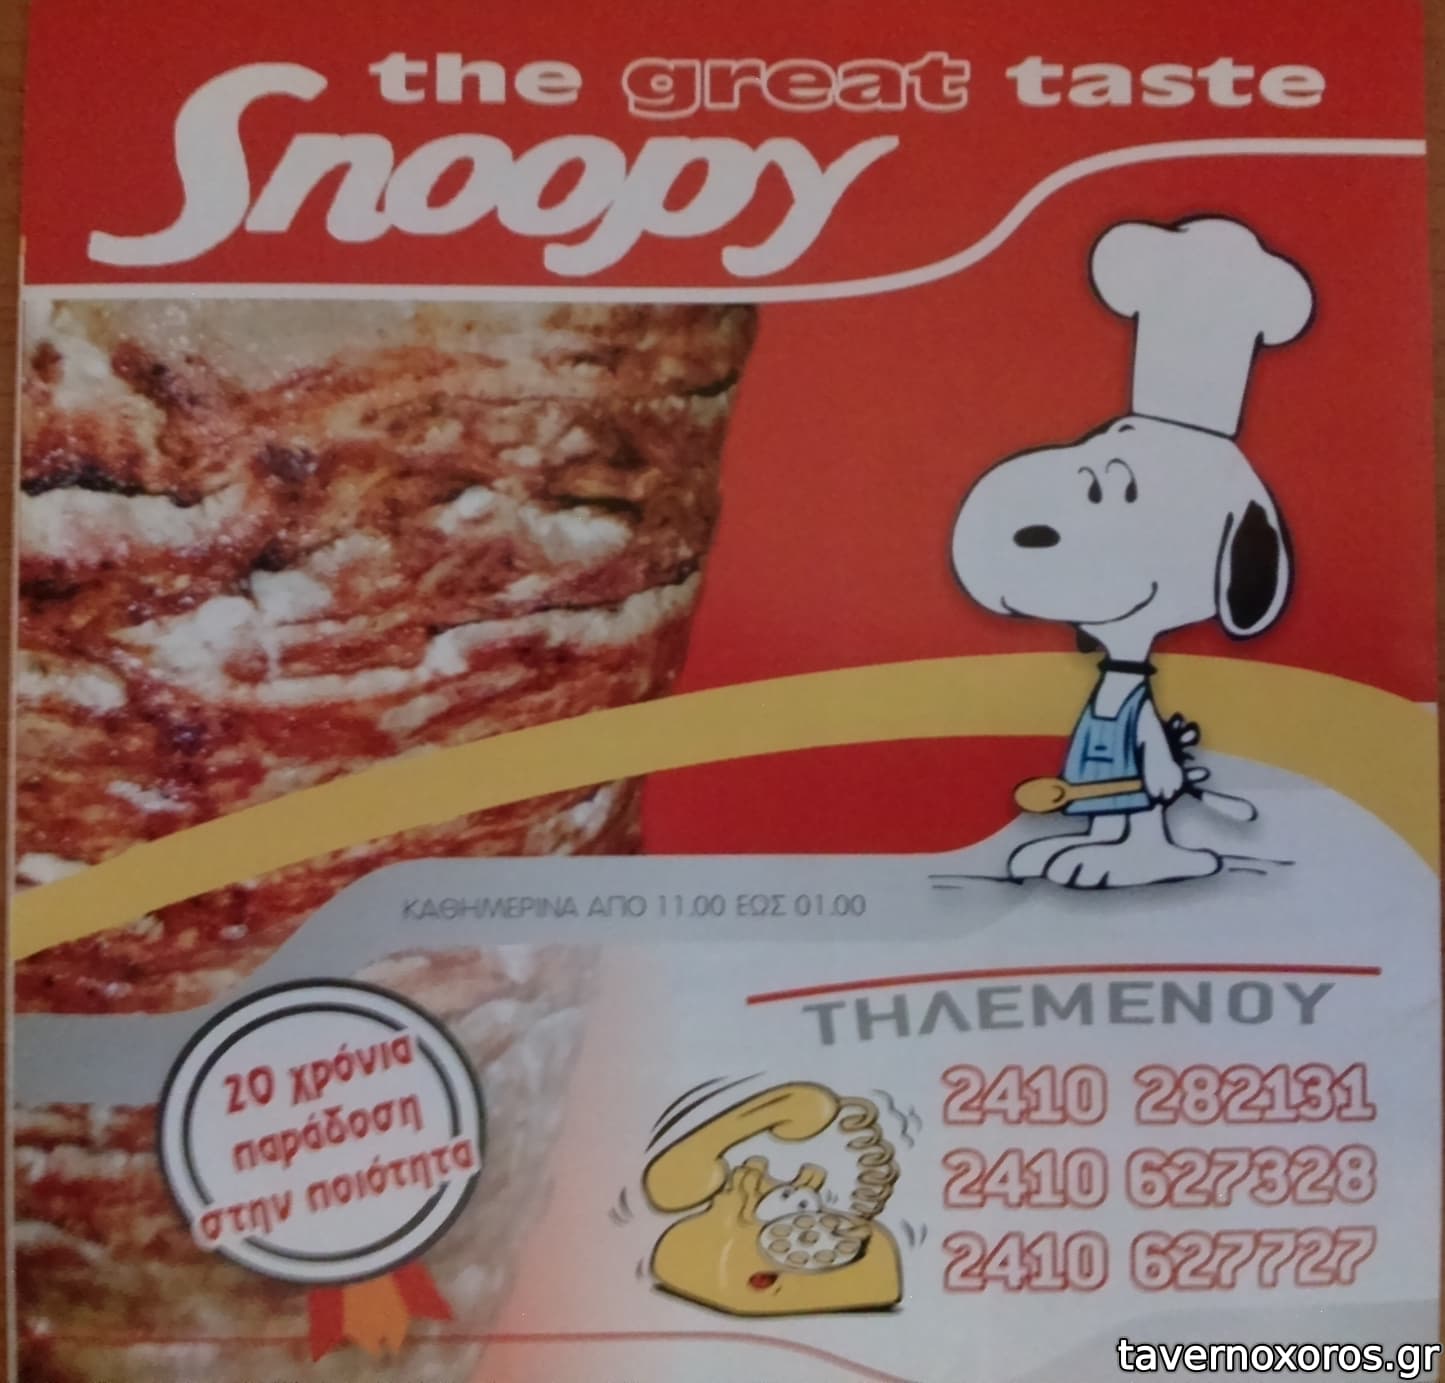 the great taste
Snoopy
ΚΑΘΗΜΕΡΙΝΑ ΑΠΟ 11.00 ΕΩΣ 01.00
20 χρόνια
παράδοση
στην ποιότητα
ΤΗΛΕΜΕΝΟΥ
2410 282131
2410 627328
2410 627727
tavernoxoros.gr